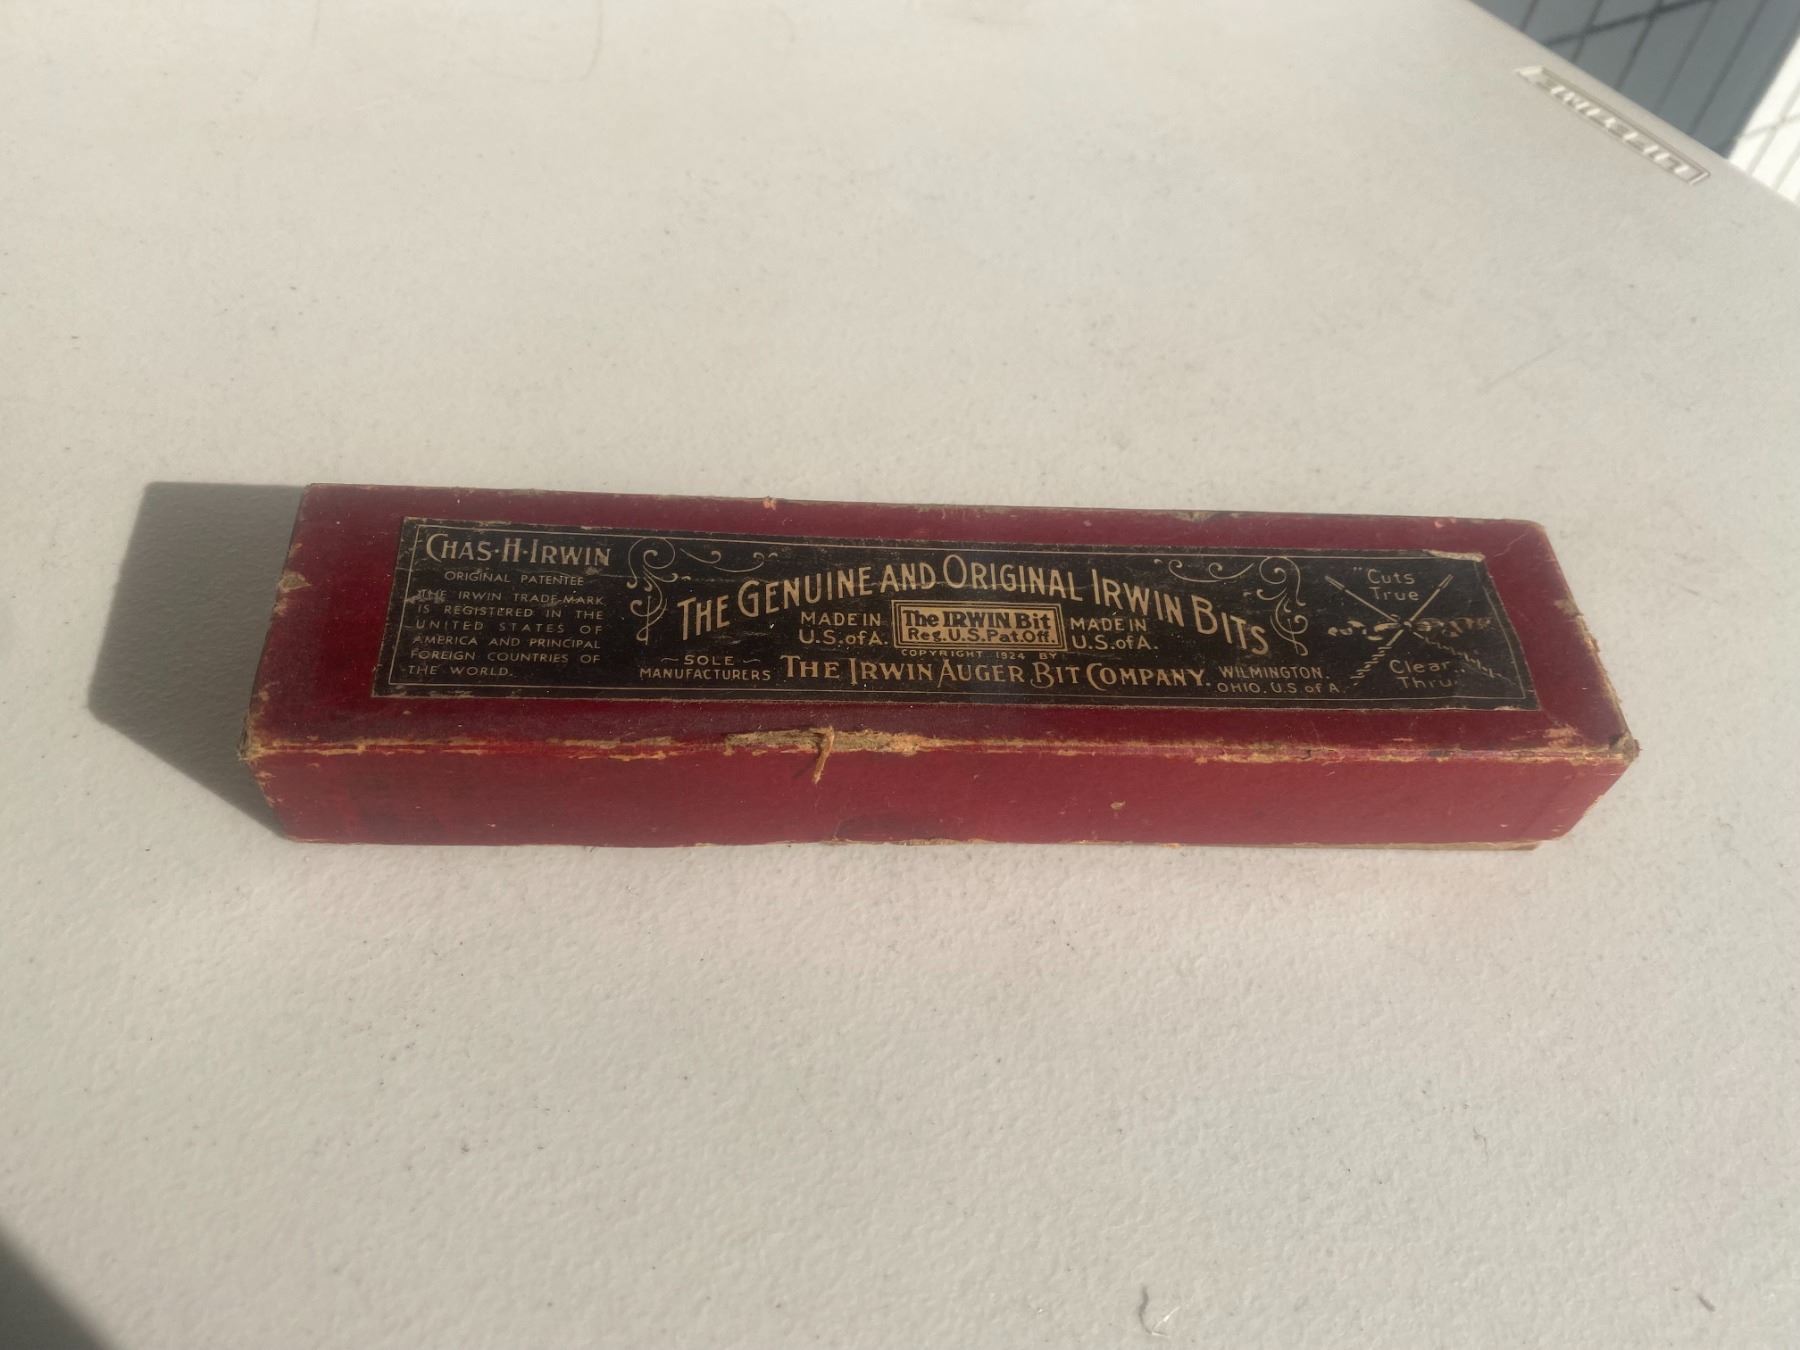 LIFETIME
CHAS·H·IRWIN
ORIGINAL PATENTEE
THE IRWIN TRADE-MARK
IS REGISTERED IN THE
UNITED STATES OF
AMERICA AND PRINCIPAL
FOREIGN COUNTRIES OF
THE WORLD.
THE GENUINE AND ORIGINAL IRWIN BITS
MADE IN
U.S. of A.
The IRWIN Bit
Reg. U.S. Pat. Off.
MADE IN
U.S. of A.
COPYRIGHT 1924 BY
~SOLE~
MANUFACTURERS
THE IRWIN AUGER BIT COMPANY.
WILMINGTON.
OHIO. U.S of A.
"Cuts
True
Clear
Thru